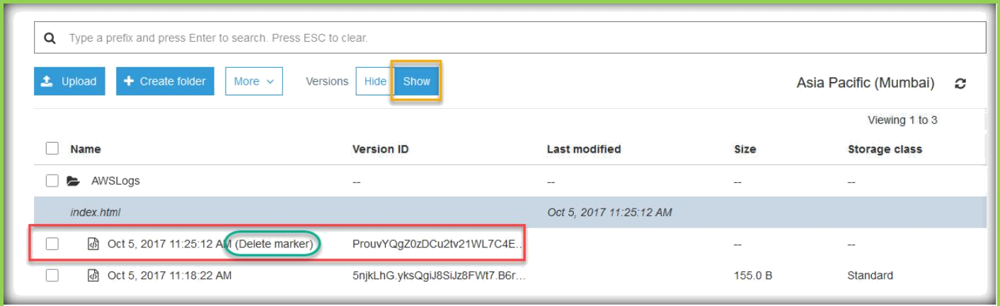 Type a prefix and press Enter to search. Press ESC to clear.
Upload Create folder More Versions Hide Show Asia Pacific (Mumbai)
Viewing 1 to 3
Name Version ID Last modified Size Storage class
AWSLogs -- -- -- --
index.html Oct 5, 2017 11:25:12 AM
Oct 5, 2017 11:25:12 AM (Delete marker) ProuvYQgZ0zDCu2tv21WL7C4E... -- --
Oct 5, 2017 11:18:22 AM 5njkLhG.yksQgiJ8SiJz8FWt7.B6r... 155.0 B Standard